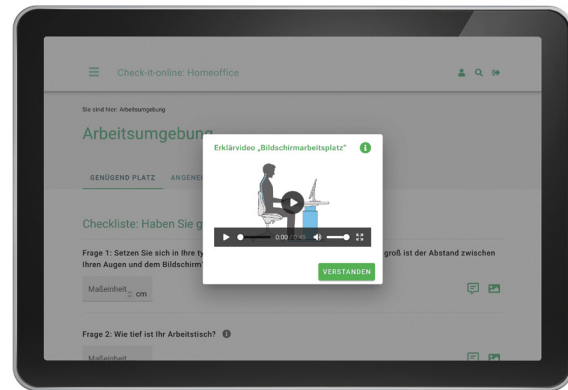 Check-it-online: Homeoffice
Sie sind hier: Arbeitsumgebung
Arbeitsumgebung
GENÜGEND PLATZ
Erklärvideo „Bildschirmarbeitsplatz“
0:00 / 0:45
VERSTANDEN
Checkliste: Haben Sie
Frage 1: Setzen Sie sich in Ihre groß ist der Abstand zwischen
Ihren Augen und dem Bildschirm
Maßeinheit
cm
Frage 2: Wie tief ist Ihr Arbeitstisch?
Maßeinheit